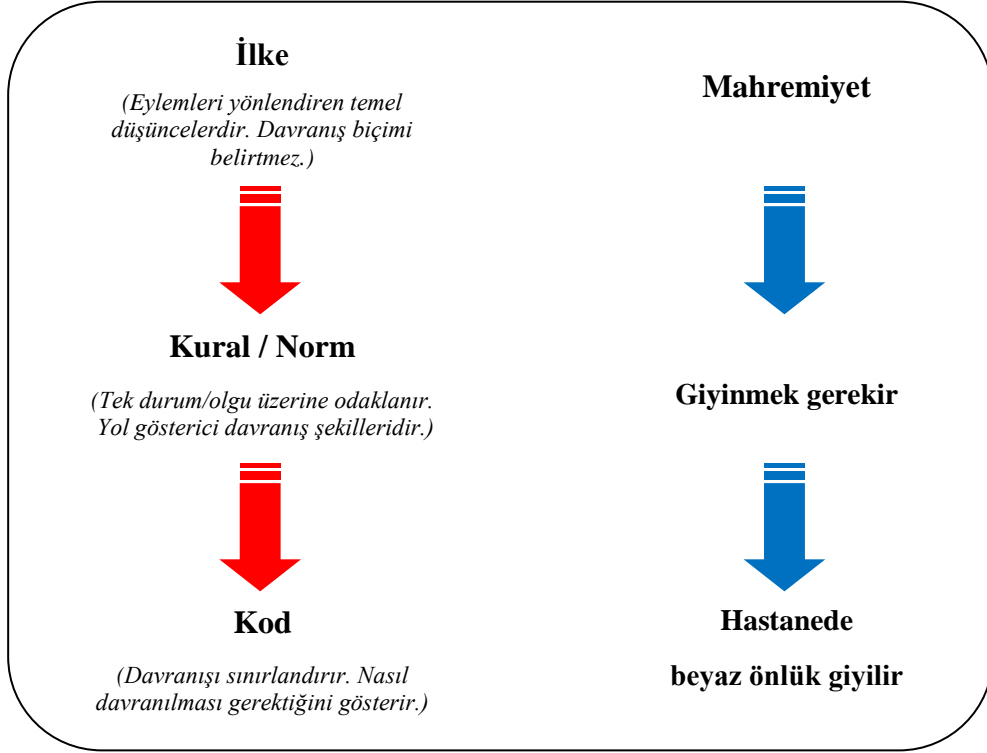 İlke
(Eylemleri yönlendiren temel
düşüncelerdir. Davranış biçimi
belirtmez.)
Mahremiyet
Kural / Norm
(Tek durum/olgu üzerine odaklanır.
Yol gösterici davranış şekilleridir.)
Giyinmek gerekir
Kod
(Davranışı sınırlandırır. Nasıl
davranılması gerektiğini gösterir.)
Hastanede
beyaz önlük giyilir